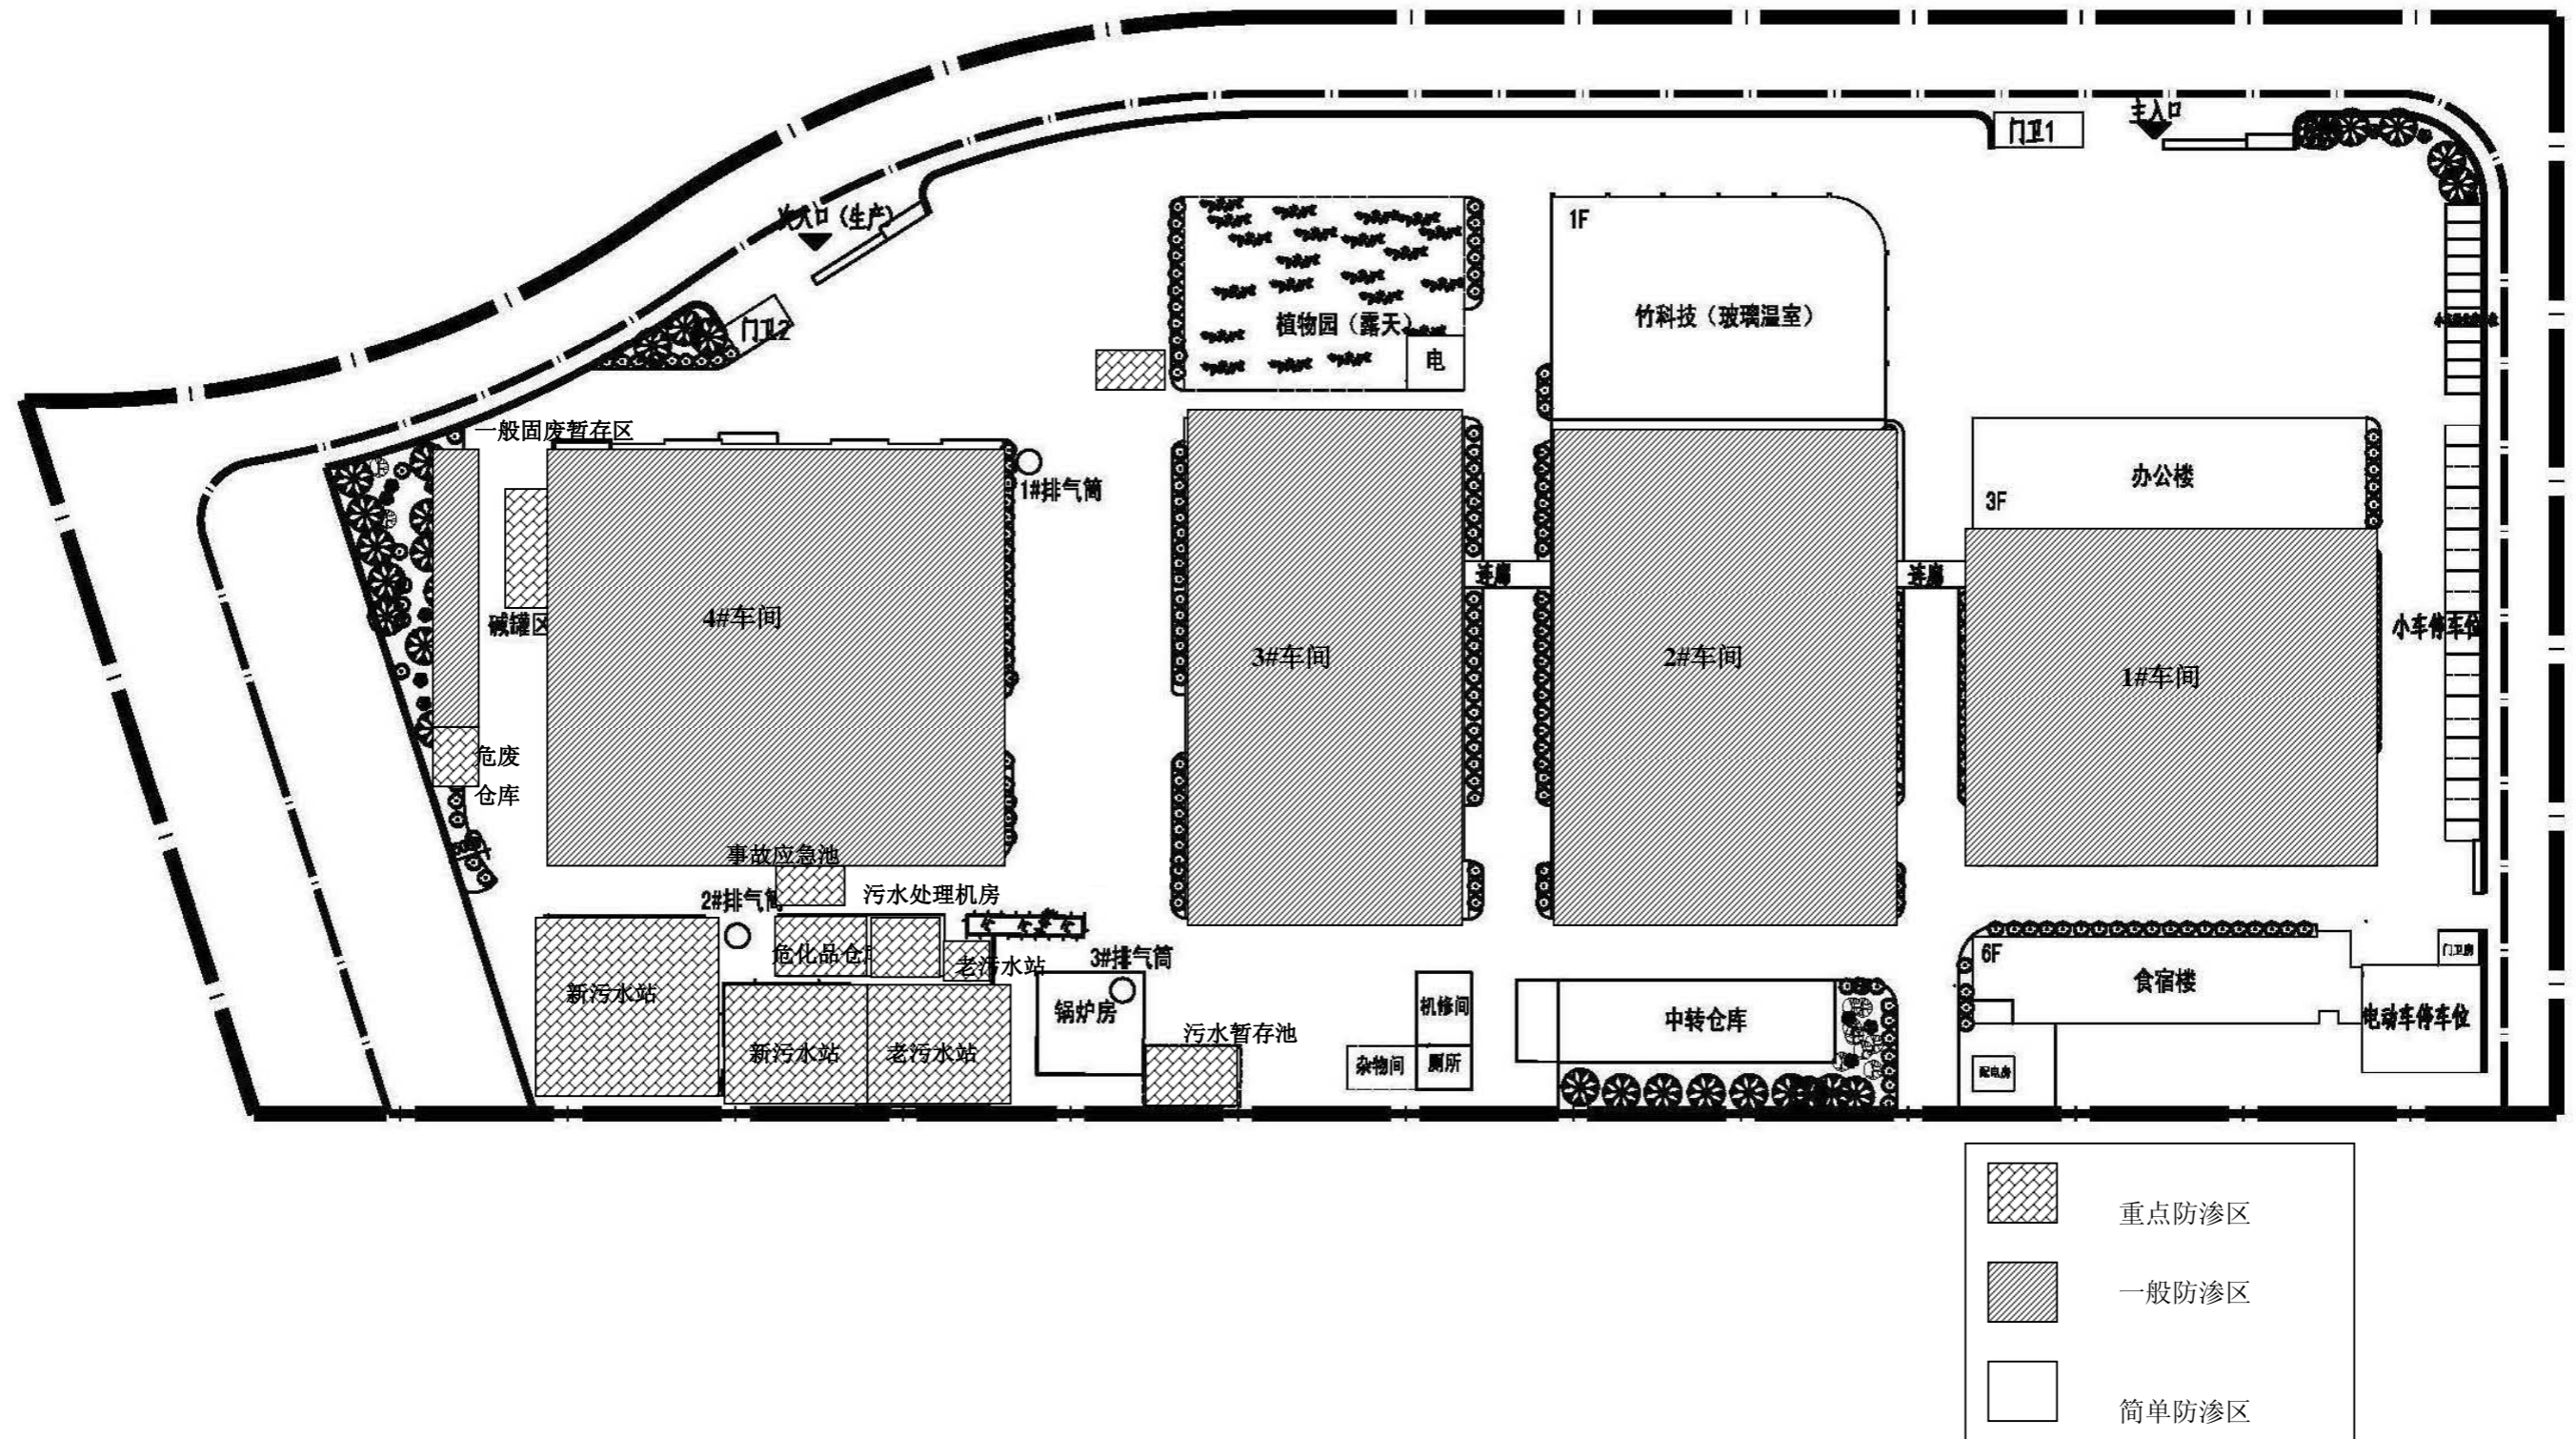 主入口
门卫1
入口（生产）
1F
门卫2
植物园（露天）
竹科技（玻璃温室）
电
一般固废暂存区
1#排气筒
办公楼
3F
连廊
连廊
碱罐区
4#车间
3#车间
2#车间
1#车间
小车停车位
危废
仓库
事故应急池
2#排气筒
污水处理机房
危化品仓
老污水站
3#排气筒
6F
门卫房
新污水站
食宿楼
锅炉房
机修间
中转仓库
电动车停车位
污水暂存池
新污水站
老污水站
杂物间
厕所
配电房
重点防渗区
一般防渗区
简单防渗区